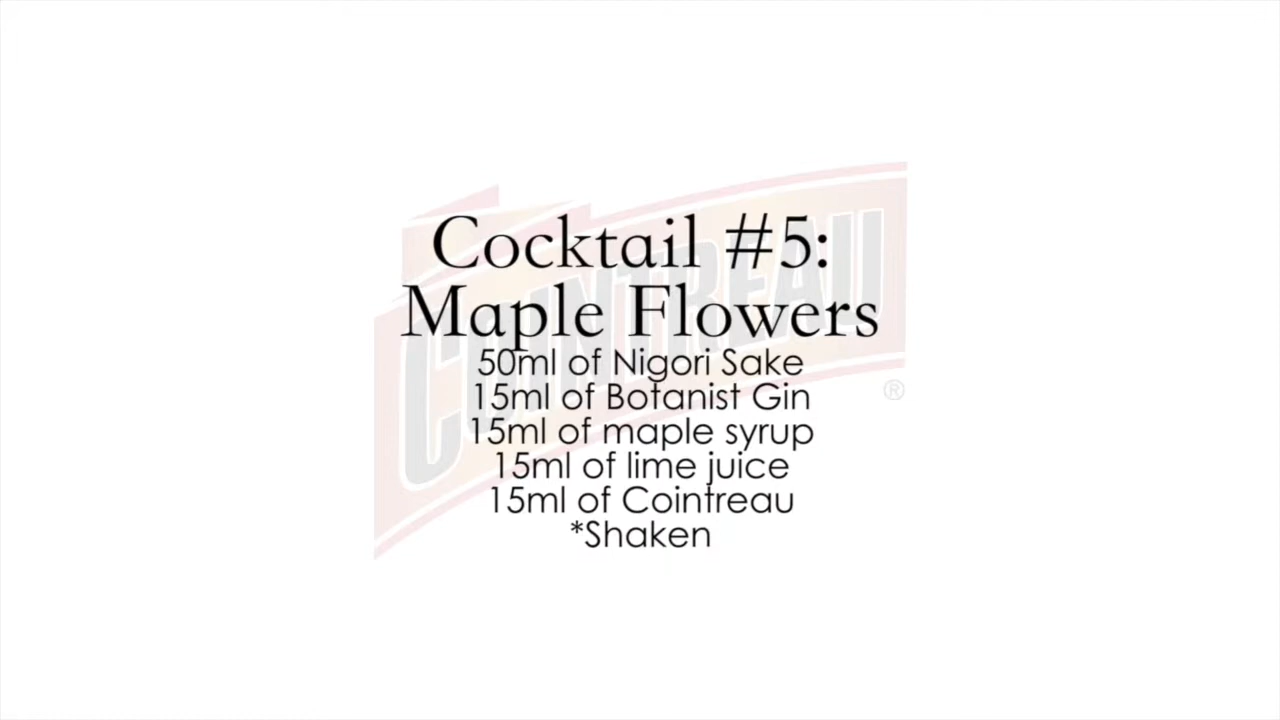 Cocktail #5:
Maple Flowers
50ml of Nigori Sake
15ml of Botanist Gin
15ml of maple syrup
15ml of lime juice
15ml of Cointreau
*Shaken
COINTREAU
®